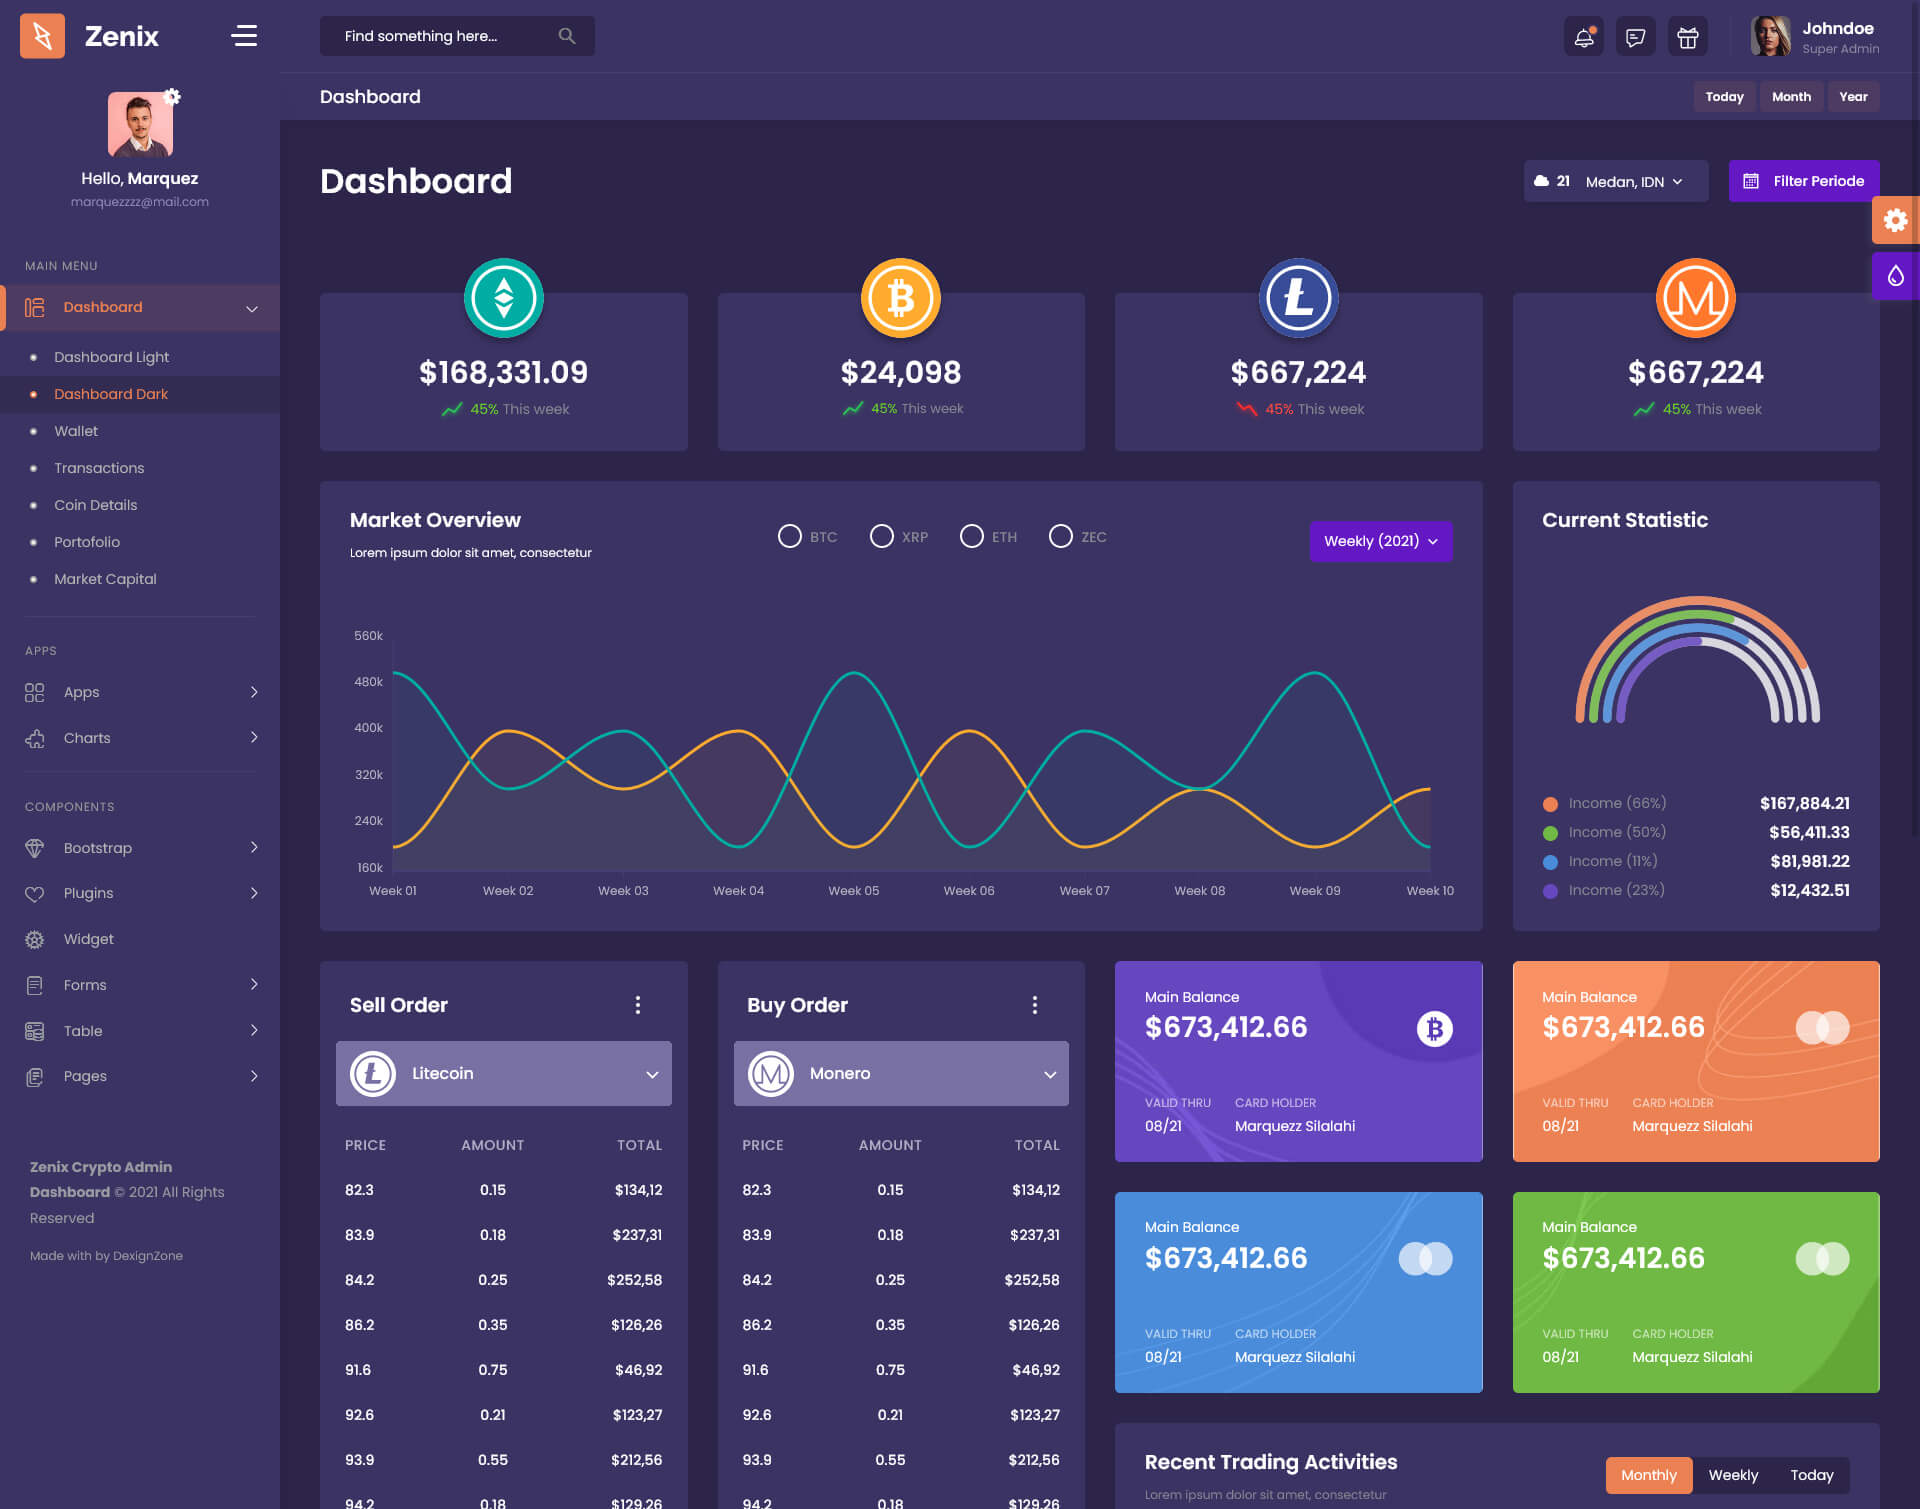 Zenix
Find something here...
Johndoe
Super Admin
Dashboard
Today
Month
Year
Hello, Marquez
marquezzzz@mail.com
MAIN MENU
Dashboard
Dashboard Light
Dashboard Dark
Wallet
Transactions
Coin Details
Portofolio
Market Capital
APPS
Apps
Charts
COMPONENTS
Bootstrap
Plugins
Widget
Forms
Table
Pages
Zenix Crypto Admin
Dashboard © 2021 All Rights
Reserved
Made with by DexignZone
Dashboard
21 Medan, IDN
Filter Periode
$168,331.09
45% This week
$24,098
45% This week
$667,224
45% This week
$667,224
45% This week
Market Overview
Lorem ipsum dolor sit amet, consectetur
BTC
XRP
ETH
ZEC
Weekly (2021)
560k
480k
400k
320k
240k
160k
Week 01
Week 02
Week 03
Week 04
Week 05
Week 06
Week 07
Week 08
Week 09
Week 10
Current Statistic
Income (66%) $167,884.21
Income (50%) $56,411.33
Income (11%) $81,981.22
Income (23%) $12,432.51
Sell Order
Litecoin
PRICE AMOUNT TOTAL
82.3 0.15 $134,12
83.9 0.18 $237,31
84.2 0.25 $252,58
86.2 0.35 $126,26
91.6 0.75 $46,92
92.6 0.21 $123,27
93.9 0.55 $212,56
94.2 0.18 $129.26
Buy Order
Monero
PRICE AMOUNT TOTAL
82.3 0.15 $134,12
83.9 0.18 $237,31
84.2 0.25 $252,58
86.2 0.35 $126,26
91.6 0.75 $46,92
92.6 0.21 $123,27
93.9 0.55 $212,56
94.2 0.18 $129.26
Main Balance
$673,412.66
VALID THRU CARD HOLDER
08/21 Marquezz Silalahi
Main Balance
$673,412.66
VALID THRU CARD HOLDER
08/21 Marquezz Silalahi
Main Balance
$673,412.66
VALID THRU CARD HOLDER
08/21 Marquezz Silalahi
Main Balance
$673,412.66
VALID THRU CARD HOLDER
08/21 Marquezz Silalahi
Recent Trading Activities
Lorem ipsum dolor sit amet, consectetur
Monthly
Weekly
Today